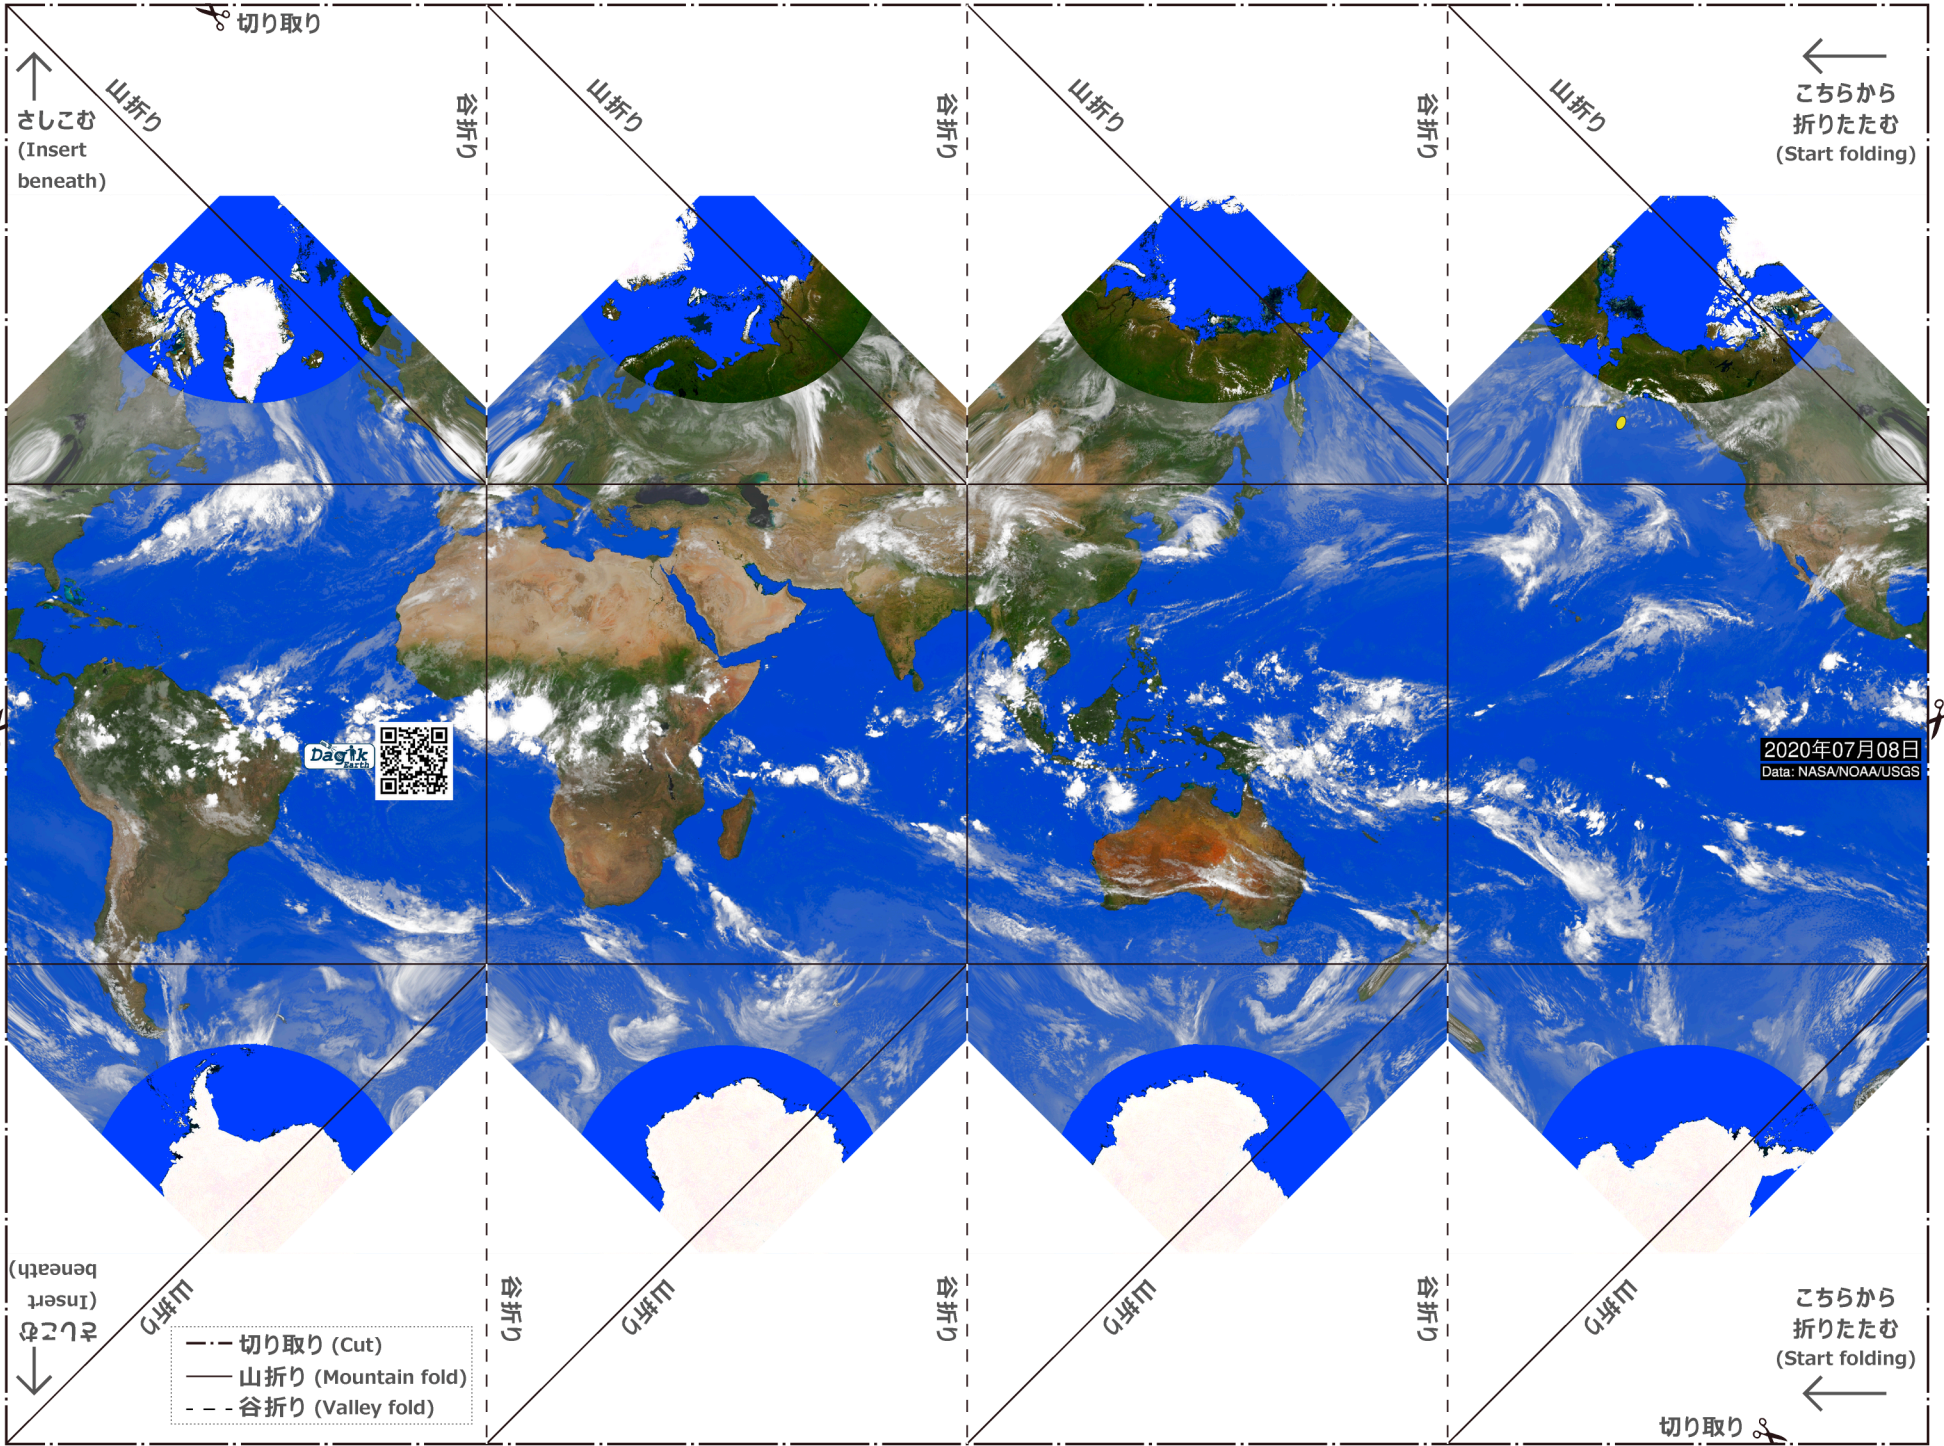 切り取り
山折り
谷折り
山折り
谷折り
山折り
谷折り
山折り
さしこむ
(Insert
beneath)
こちらから
折りたたむ
(Start folding)
Dagik
Earth
2020年07月08日
Data: NASA/NOAA/USGS
さしこむ
(Insert
beneath)
山折り
谷折り
山折り
谷折り
山折り
谷折り
山折り
こちらから
折りたたむ
(Start folding)
切り取り (Cut)
山折り (Mountain fold)
谷折り (Valley fold)
切り取り